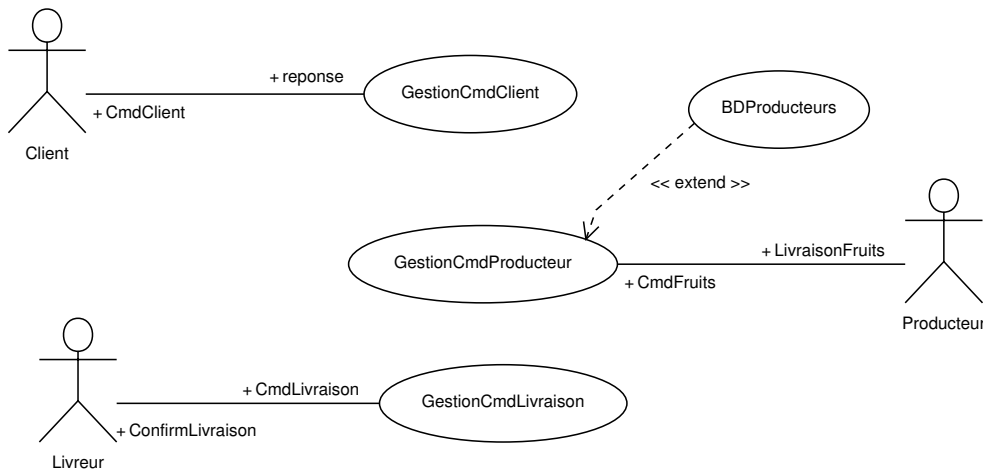 + reponse
GestionCmdClient
+ CmdClient
Client
BDProducteurs
<< extend >>
GestionCmdProducteur
+ LivraisonFruits
+ CmdFruits
Producteur
+ CmdLivraison
GestionCmdLivraison
+ ConfirmLivraison
Livreur